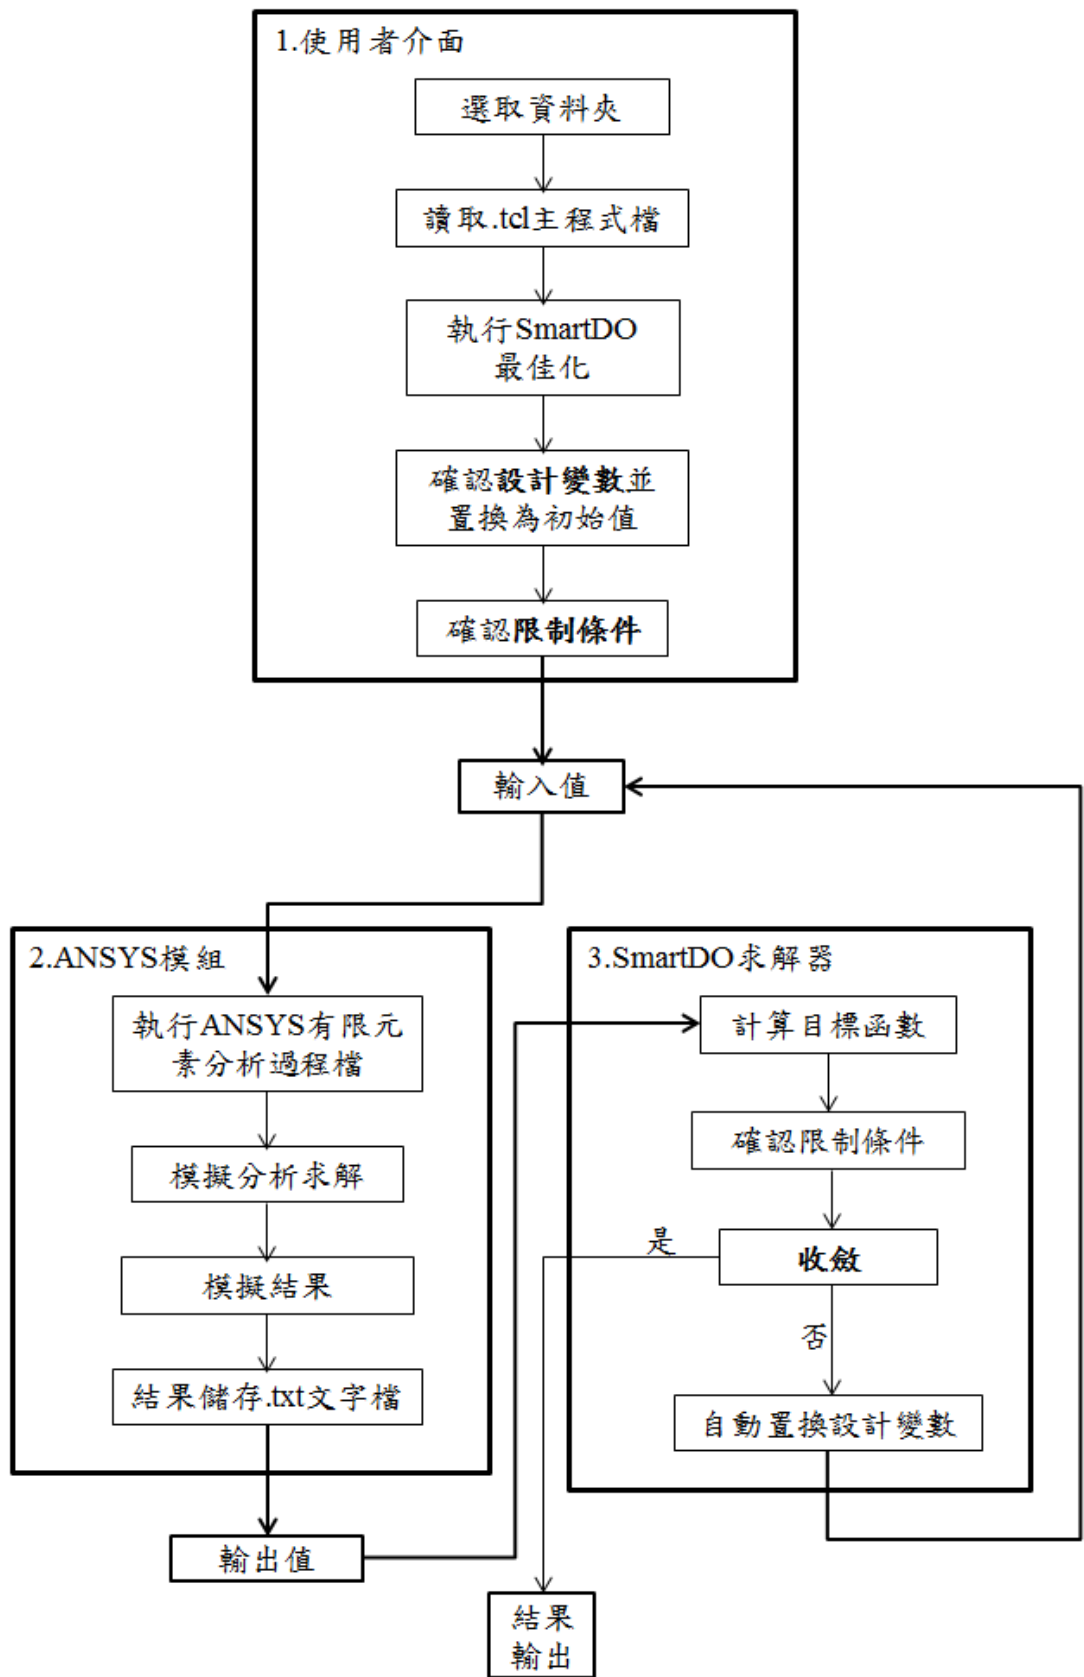 1.使用者介面
選取資料夾
讀取.tcl主程式檔
執行SmartDO
最佳化
確認設計變數並
置換為初始值
確認限制條件
輸入值
2.ANSYS模組
執行ANSYS有限元
素分析過程檔
模擬分析求解
模擬結果
結果儲存.txt文字檔
輸出值
3.SmartDO求解器
計算目標函數
確認限制條件
收斂
是
否
自動置換設計變數
結果
輸出